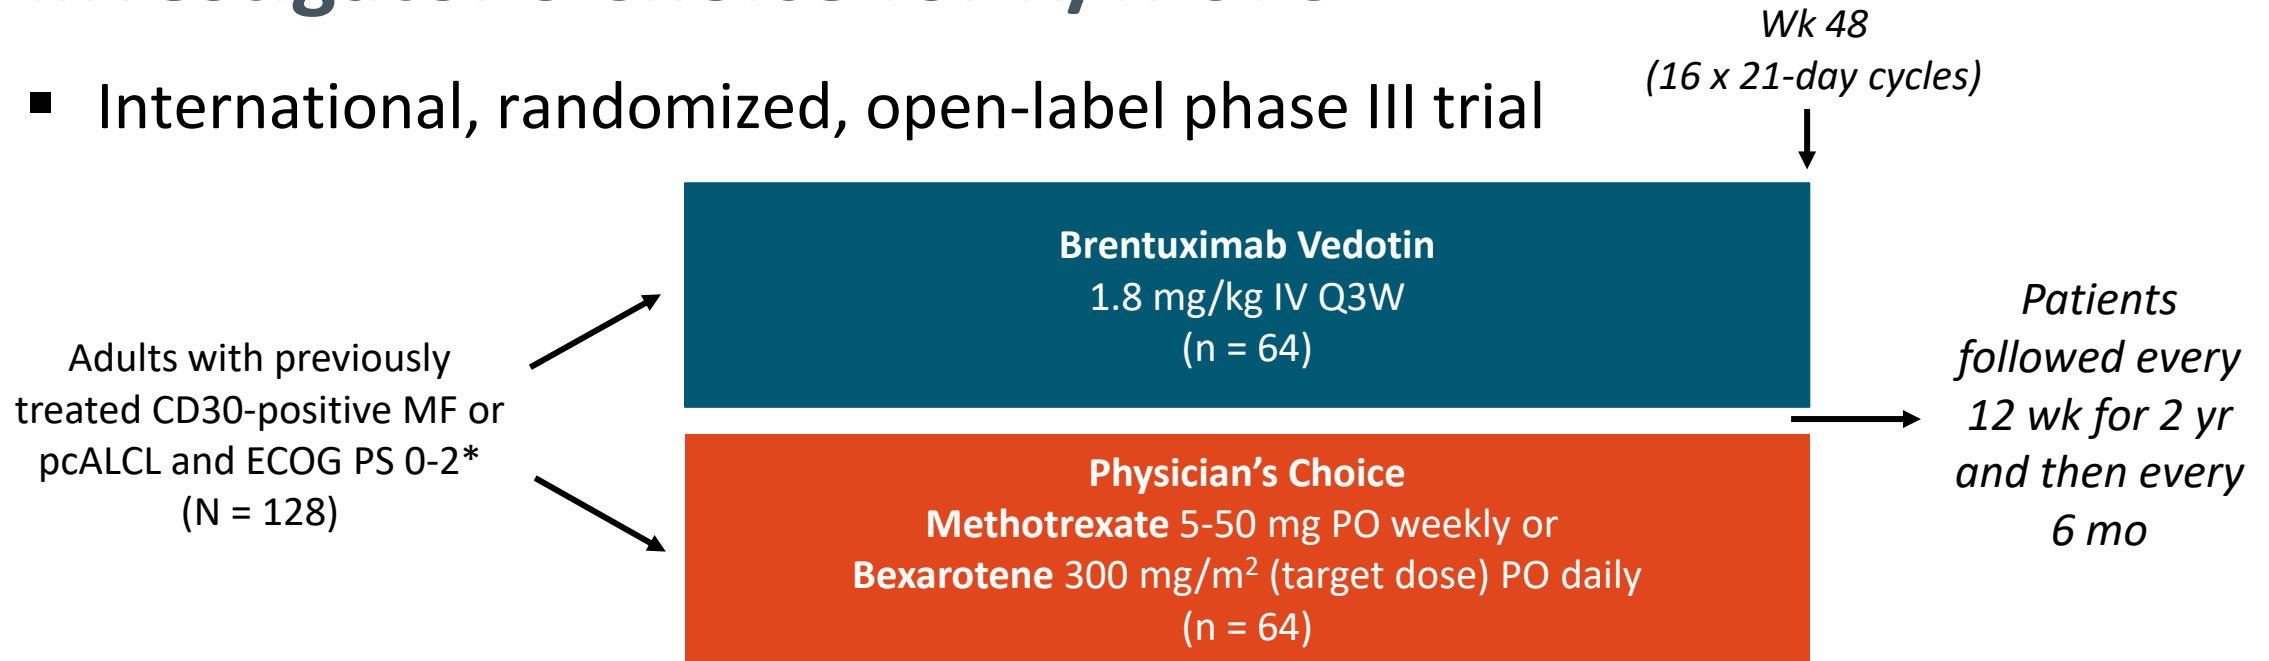 Wk 48
(16 x 21-day cycles)
▪ International, randomized, open-label phase III trial
Brentuximab Vedotin
1.8 mg/kg IV Q3W
(n = 64)
Adults with previously
treated CD30-positive MF or
pcALCL and ECOG PS 0-2*
(N = 128)
Physician’s Choice
Methotrexate 5-50 mg PO weekly or
Bexarotene 300 mg/m² (target dose) PO daily
(n = 64)
Patients
followed every
12 wk for 2 yr
and then every
6 mo